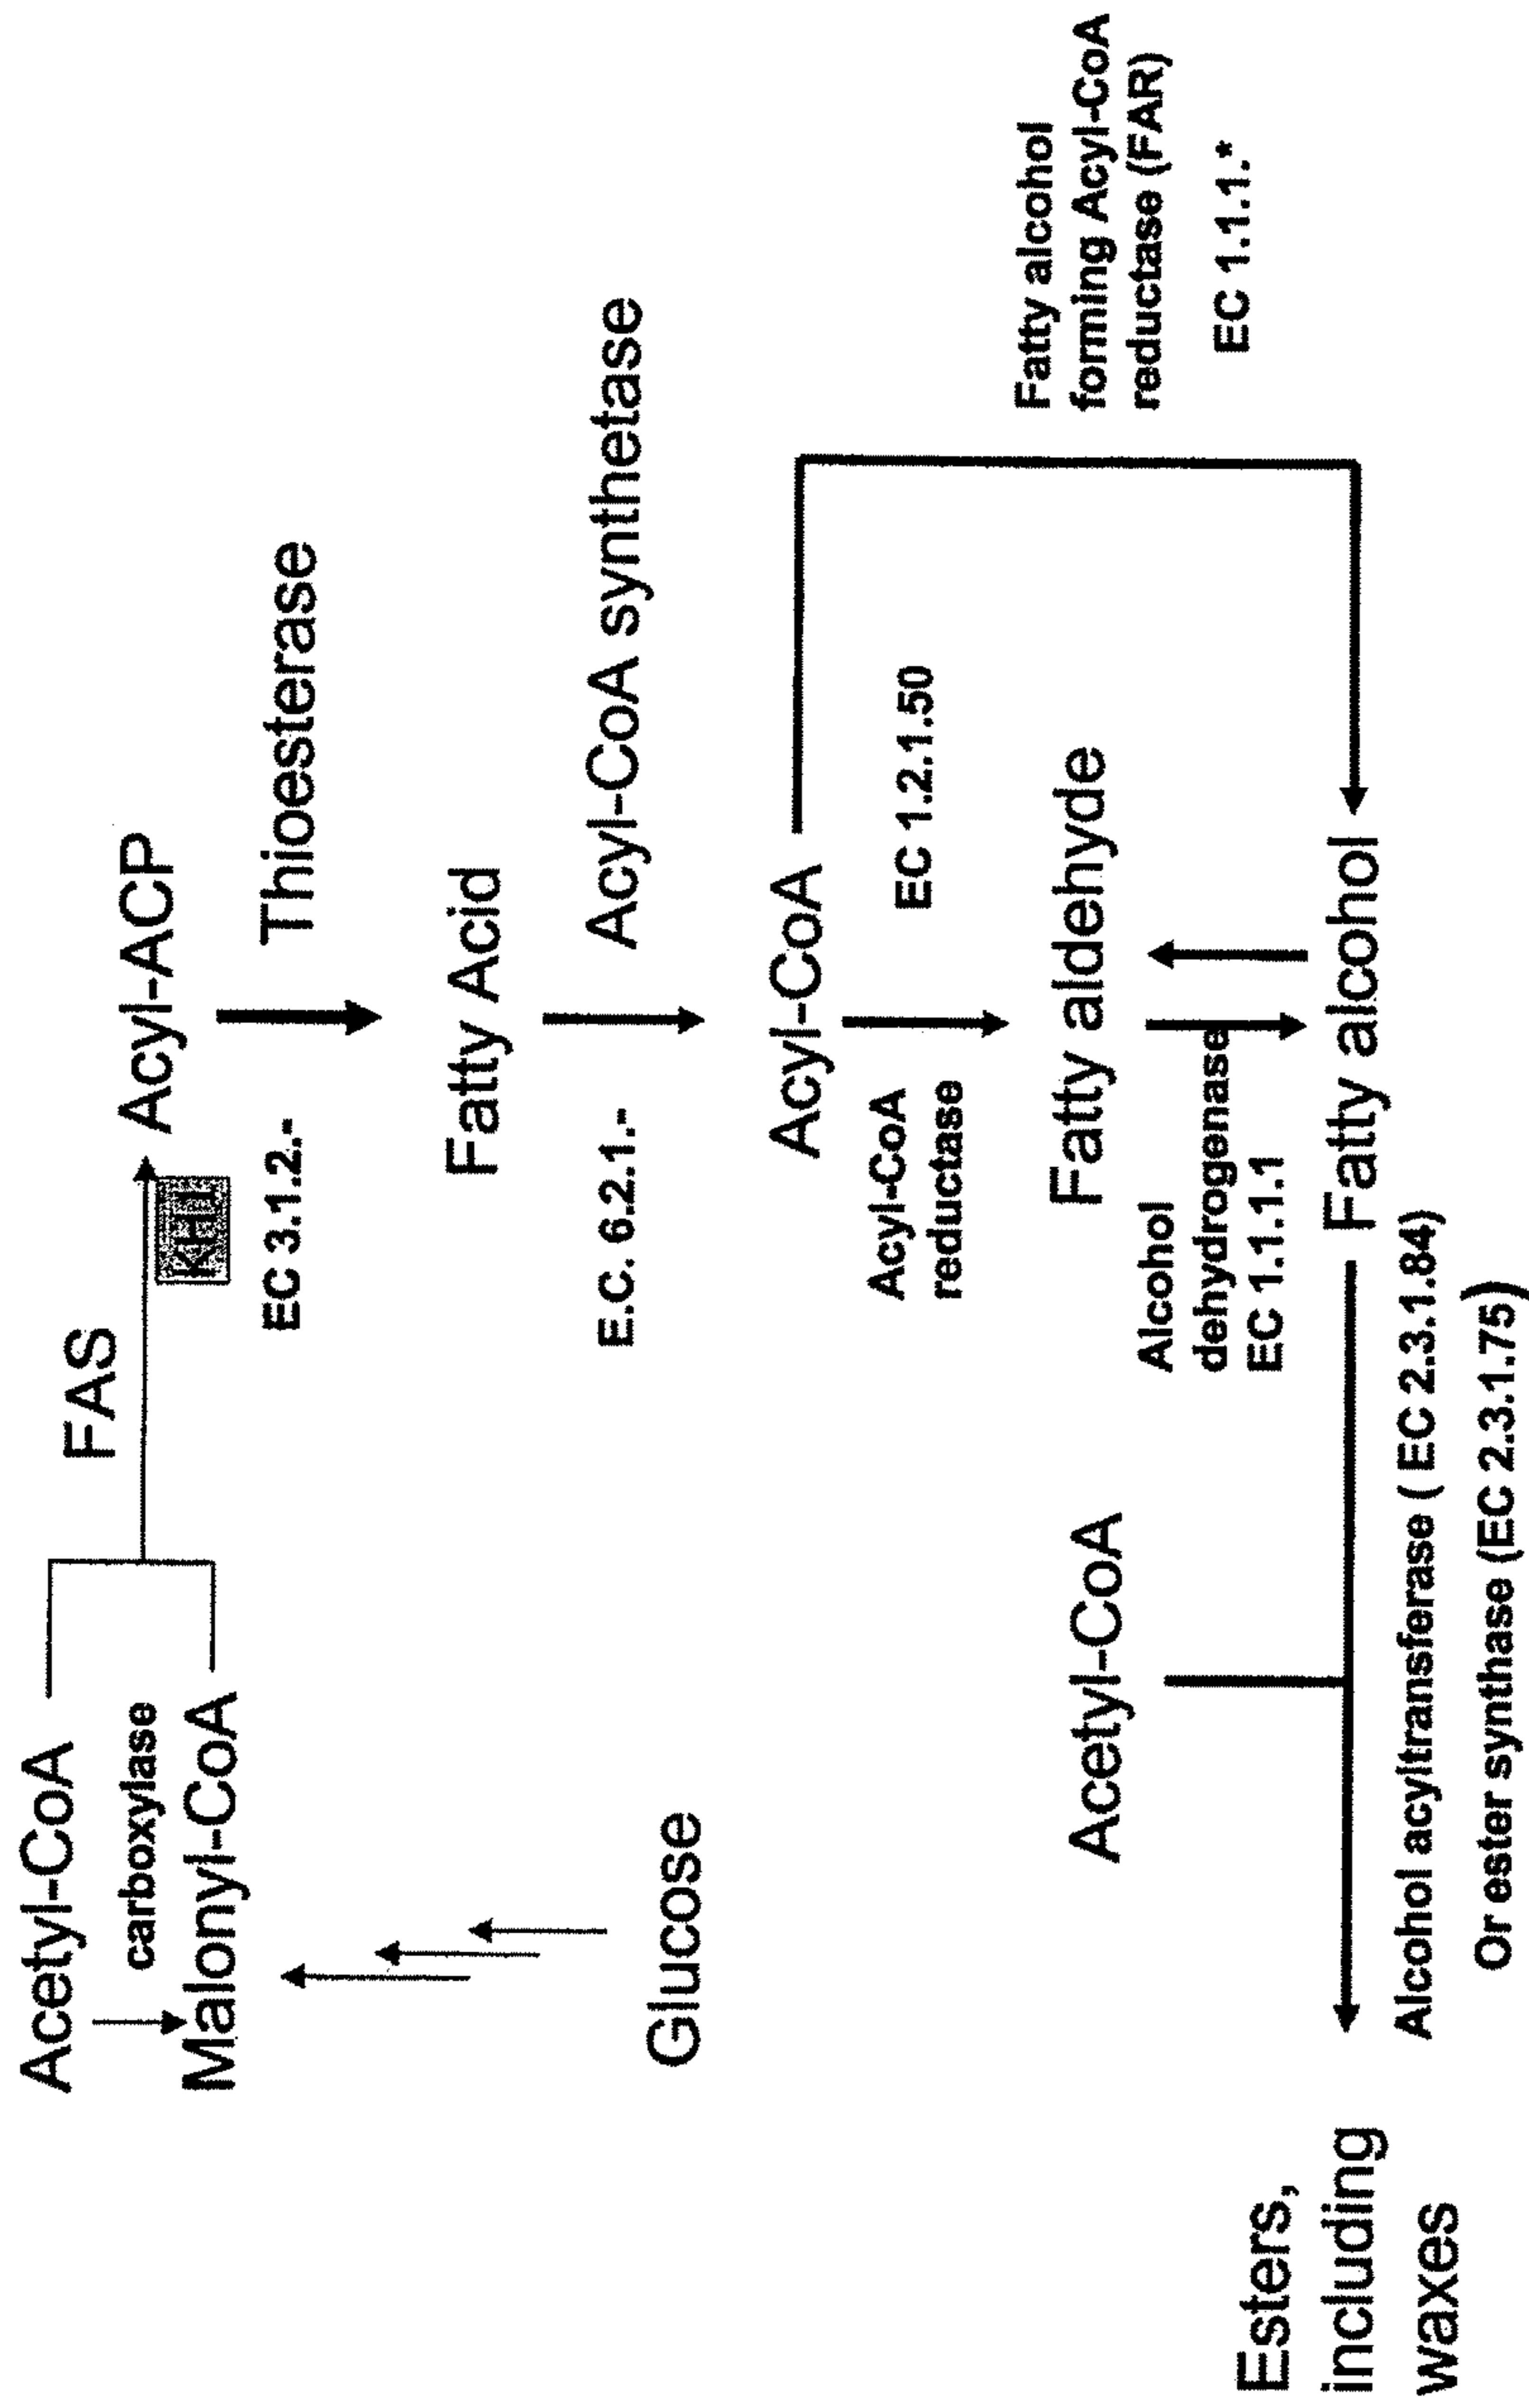 Acetyl-CoA
carboxylase
Malonyl-CoA
Glucose
FAS
Acyl-ACP
EC 3.1.2.-
Thioesterase
Fatty Acid
E.C. 6.2.1.-
Acyl-CoA synthetase
Acyl-CoA
Acyl-CoA
reductase
EC 1.2.1.50
Fatty aldehyde
Alcohol
dehydrogenase
EC 1.1.1.1
Fatty alcohol
Fatty alcohol
forming Acyl-CoA
reductase (FAR)
EC 1.1.1.*
Acetyl-CoA
Alcohol acyltransferase ( EC 2.3.1.84)
Or ester synthase (EC 2.3.1.75)
Esters,
including
waxes